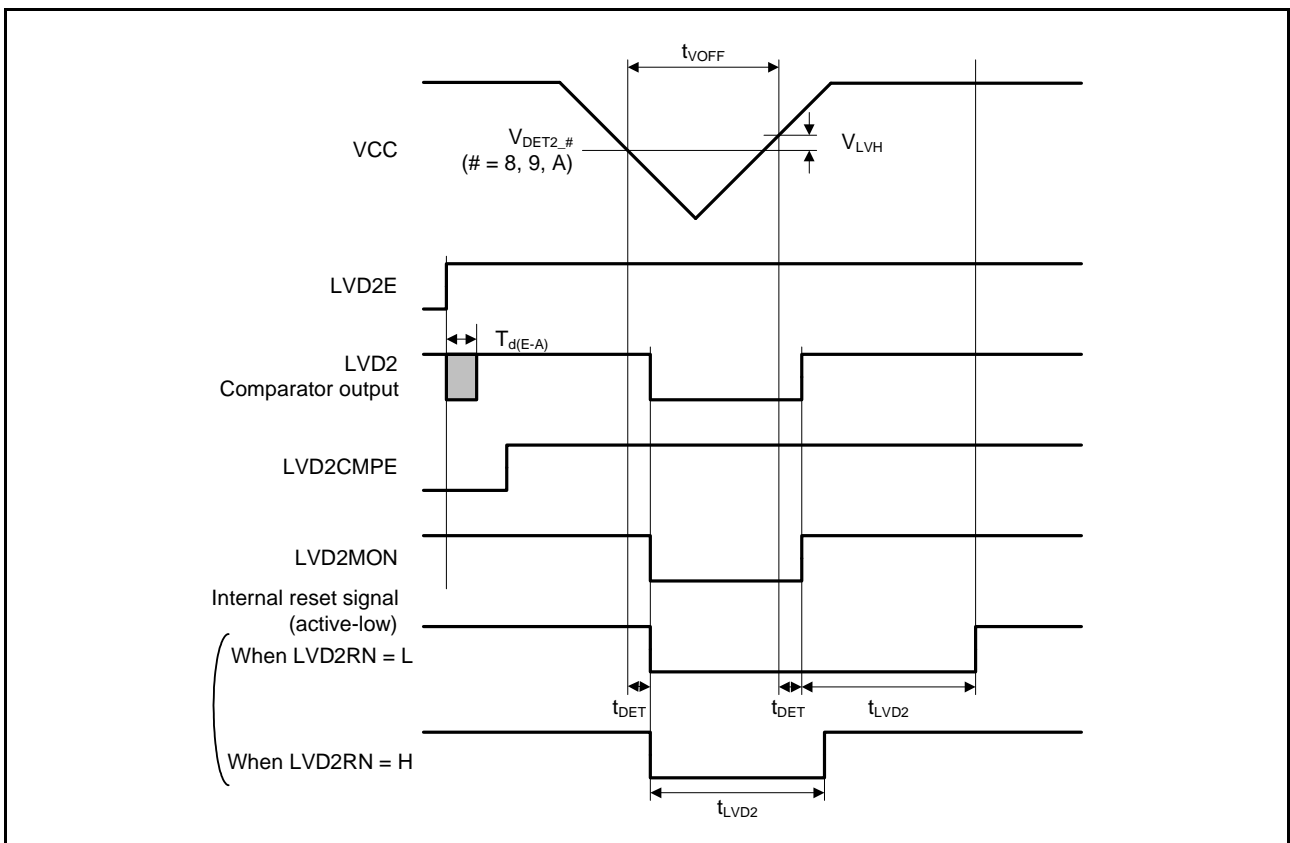 tVOFF
VCC
VDET2_#
(# = 8, 9, A)
VLVH
LVD2E
Td(E-A)
LVD2
Comparator output
LVD2CMPE
LVD2MON
Internal reset signal
(active-low)
When LVD2RN = L
tDET
tDET
tLVD2
When LVD2RN = H
tLVD2